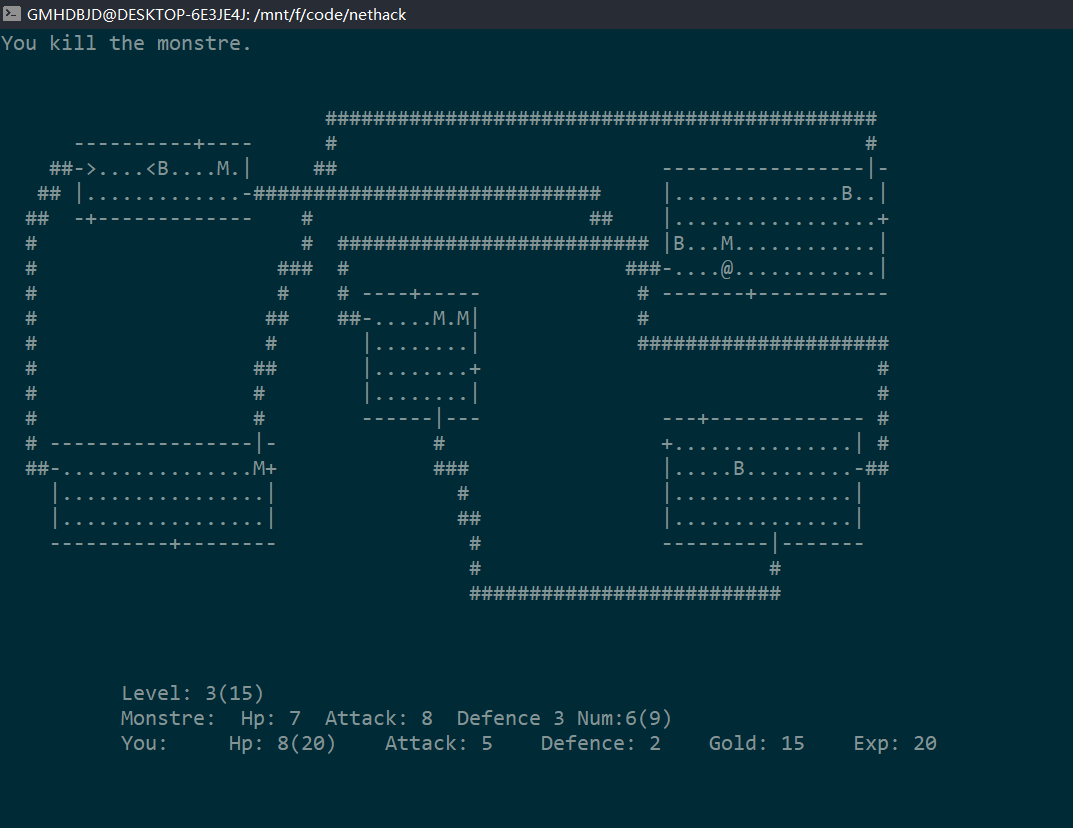 GMHDBJD@DESKTOP-6E3JE4J: /mnt/f/code/nethack
You kill the monstre.
                           ##############################################
      ----------+----      #                                            #
    ##->....<B....M.|     ##                           -----------------|-
   ## |.............-#############################     |..............B..|
  ##  -+-------------    #                       ##    |.................+
  #                      #  ########################## |B...M............|
  #                    ###  #                       ###-....@............|
  #                    #    # ----+-----             # -------+-----------
  #                   ##    ##-.....M.M|             #
  #                   #       |........|             #####################
  #                  ##       |........+                                 #
  #                  #        |........|                                 #
  #                  #        ------|---               ---+------------- #
  # -----------------|-             #                  +...............| #
  ##-................M+             ###                |.....B.........-##
    |.................|               #                |...............|
    |.................|               ##               |...............|
    ----------+--------                #               ---------|-------
                                       #                        #
                                       ##########################
Level: 3(15)
Monstre:  Hp: 7  Attack: 8  Defence 3 Num:6(9)
You:     Hp: 8(20)    Attack: 5    Defence: 2    Gold: 15    Exp: 20